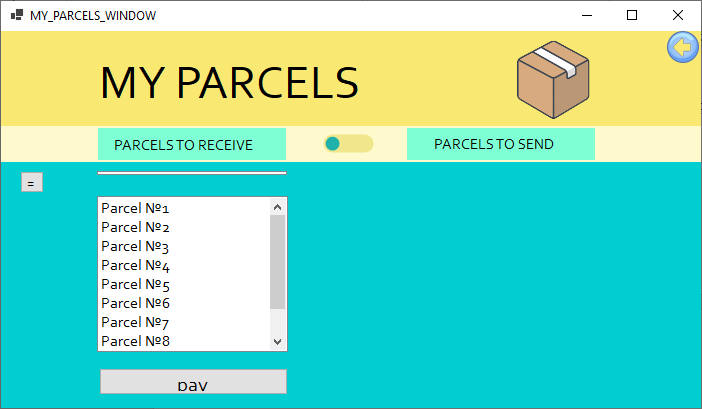 MY_PARCELS_WINDOW
MY PARCELS
PARCELS TO RECEIVE
PARCELS TO SEND
=
Parcel №1
Parcel №2
Parcel №3
Parcel №4
Parcel №5
Parcel №6
Parcel №7
Parcel №8
pay